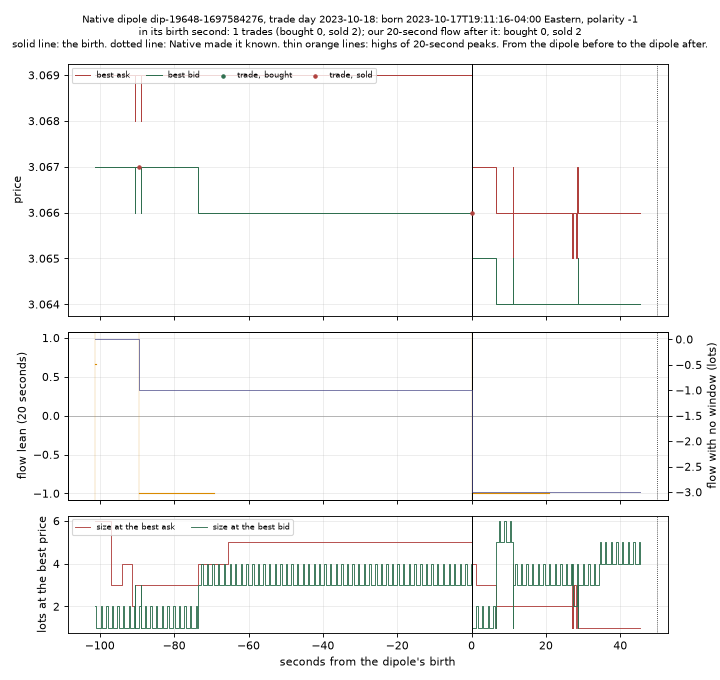 Native dipole dip-19648-1697584276, trade day 2023-10-18: born 2023-10-17T19:11:16-04:00 Eastern, polarity -1
in its birth second: 1 trades (bought 0, sold 2); our 20-second flow after it: bought 0, sold 2
solid line: the birth. dotted line: Native made it known. thin orange lines: highs of 20-second peaks. From the dipole before to the dipole after.
best ask best bid trade, bought trade, sold
3.069
3.068
3.067
3.066
3.065
3.064
price
1.0
0.5
0.0
−0.5
−1.0
flow lean (20 seconds)
0.0
−0.5
−1.0
−1.5
−2.0
−2.5
−3.0
flow with no window (lots)
size at the best ask size at the best bid
6
4
2
lots at the best price
−100 −80 −60 −40 −20 0 20 40
seconds from the dipole's birth